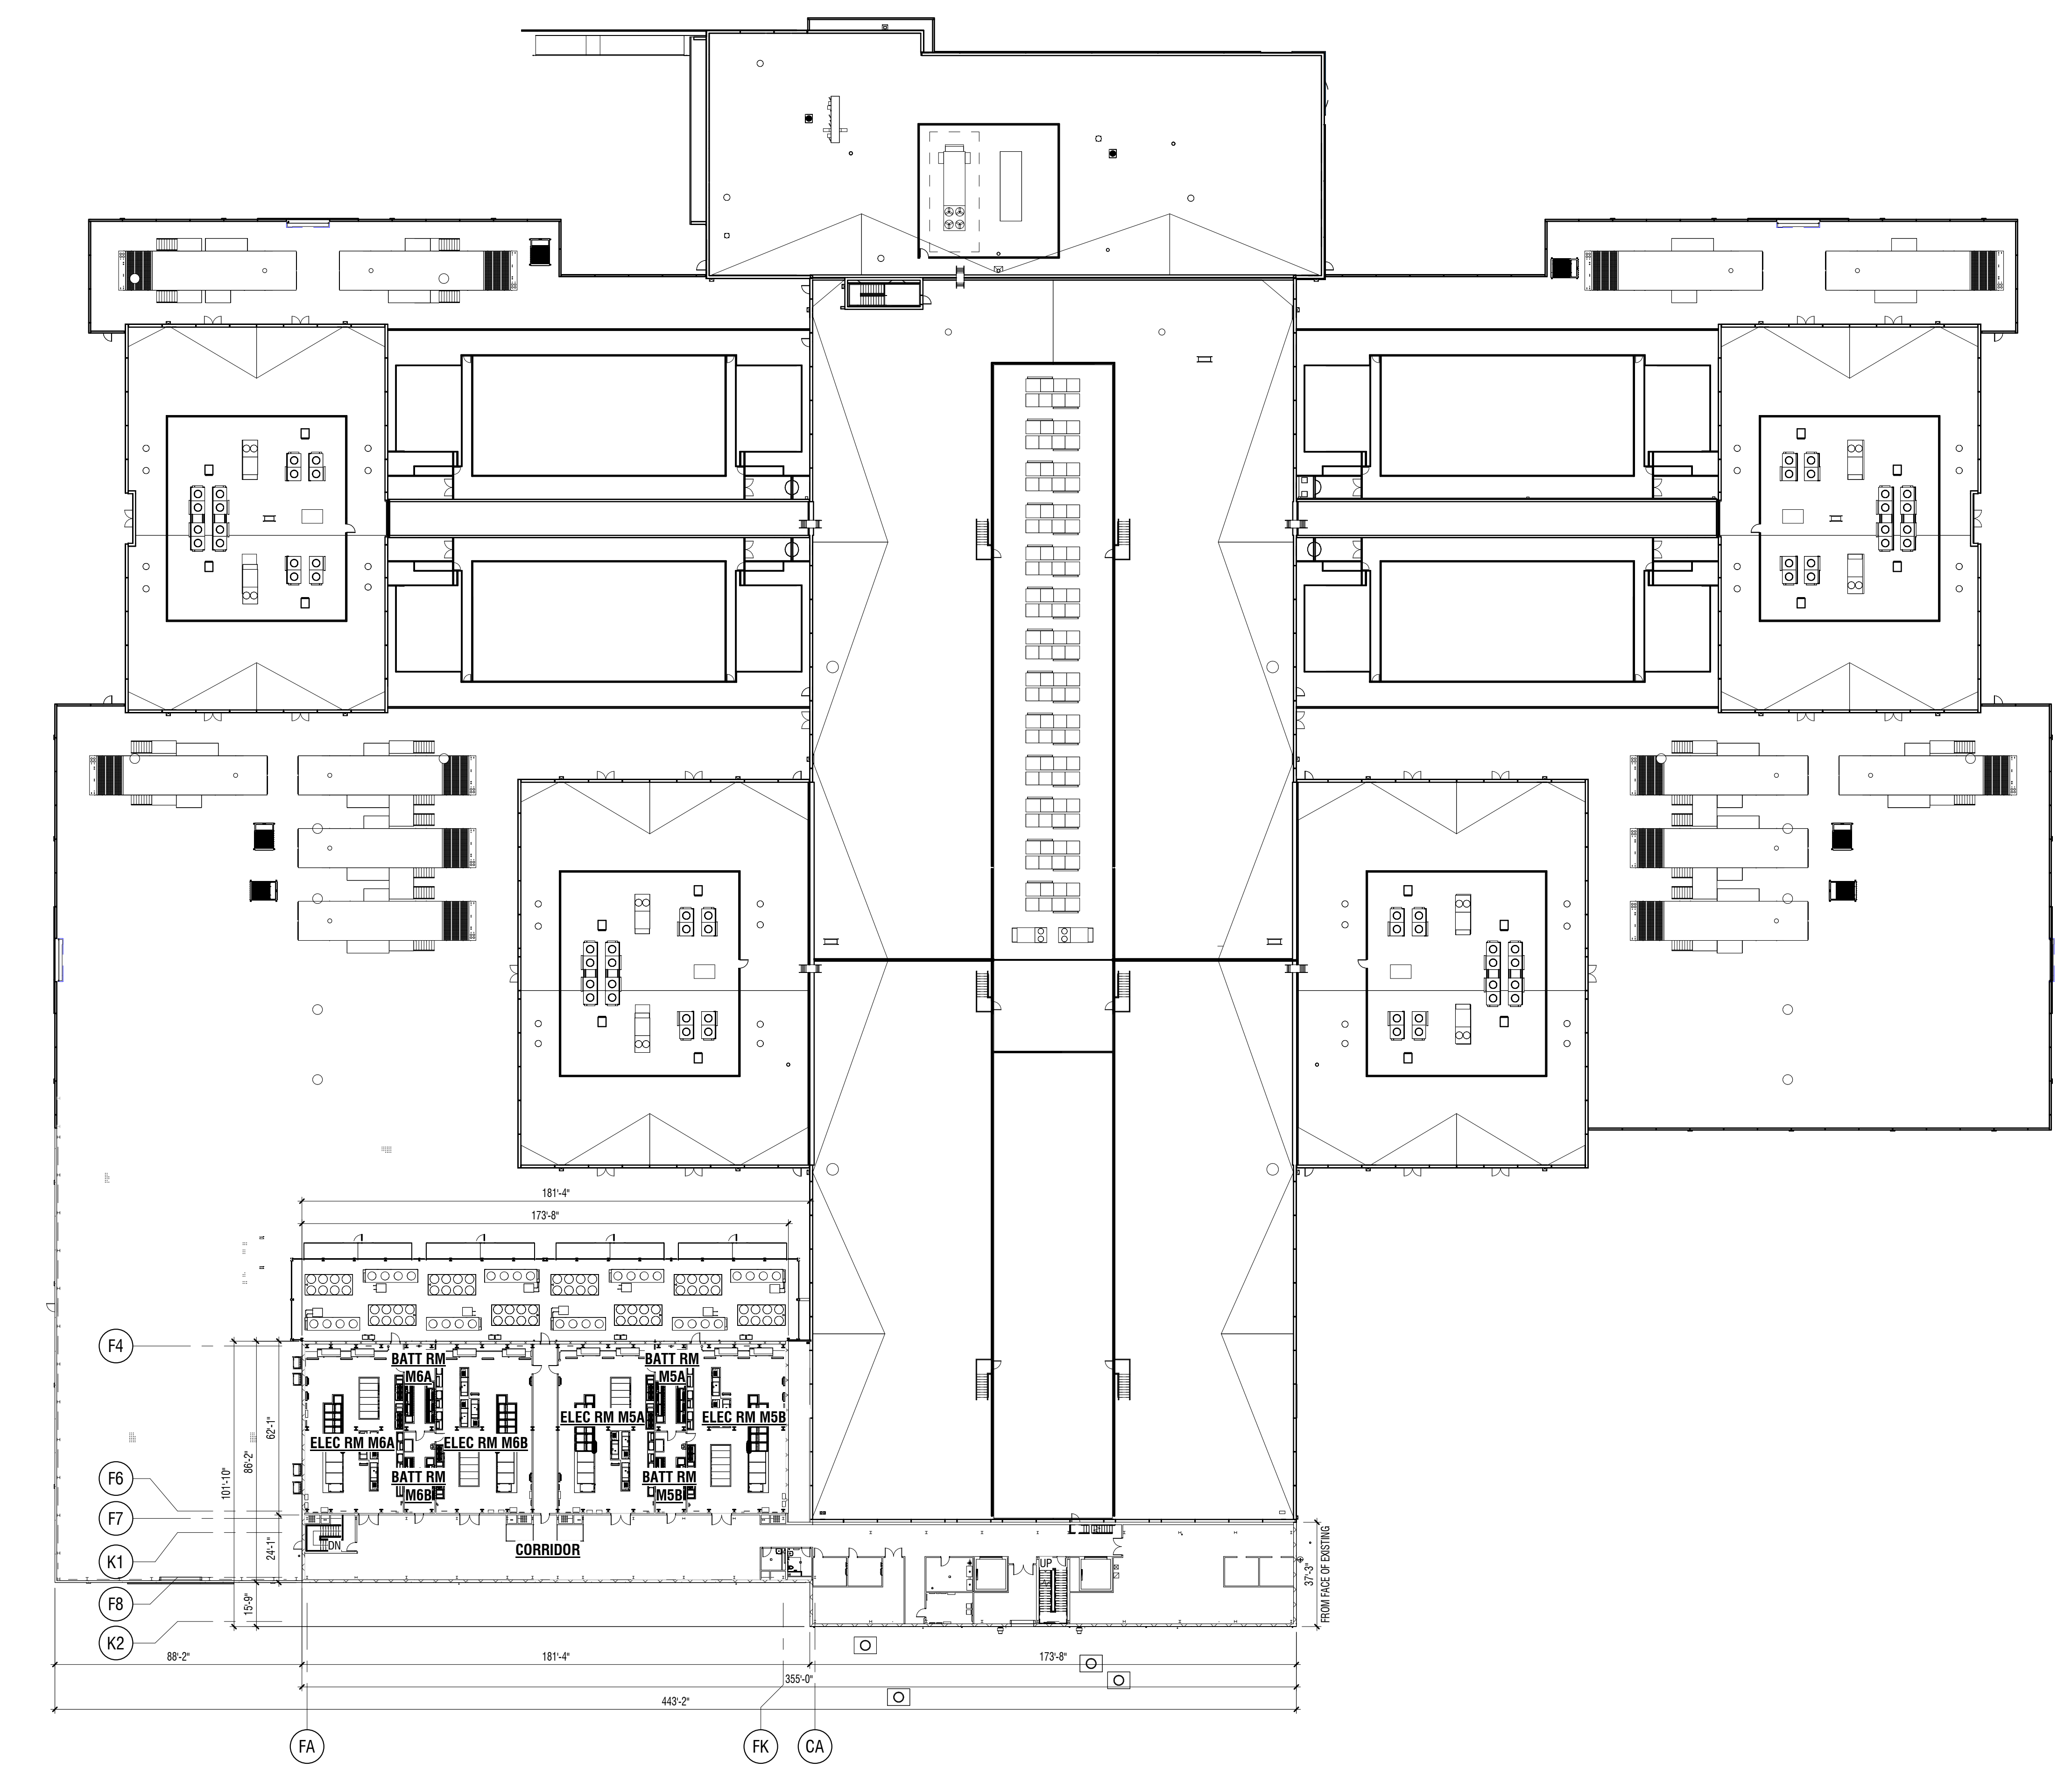 181'-4"
173'-8"
F4
BATT RM
M6A
BATT RM
M5A
ELEC RM M5A
ELEC RM M5B
ELEC RM M6A
ELEC RM M6B
62'-1"
86'-2"
101'-10"
BATT RM
M6B
BATT RM
M5B
F6
F7
K1
DN
CORRIDOR
24'-1"
UP
37'-3"
FROM FACE OF EXISTING
F8
15'-9"
K2
88'-2"
181'-4"
173'-8"
355'-0"
443'-2"
FA
FK
CA